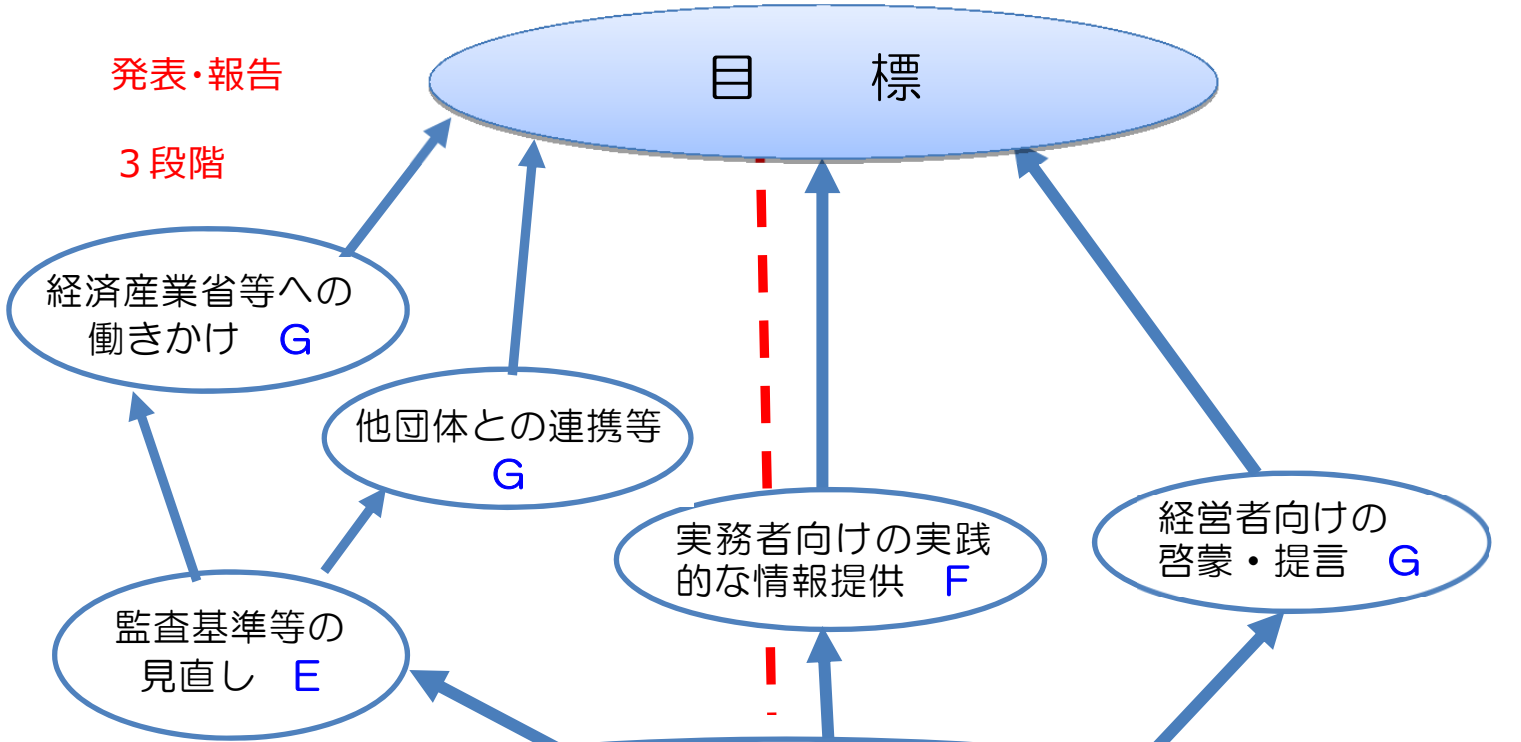 目　標
発表・報告
３段階
経済産業省等への
働きかけ　G
他団体との連携等
G
実務者向けの実践
的な情報提供　F
経営者向けの
啓蒙・提言　G
監査基準等の
見直し　E